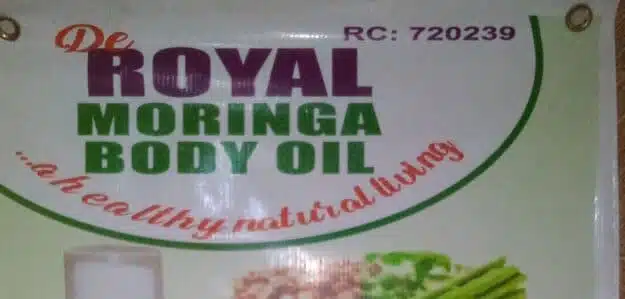 RC: 720239
De
ROYAL
MORINGA
BODY OIL
...a healthy natural living